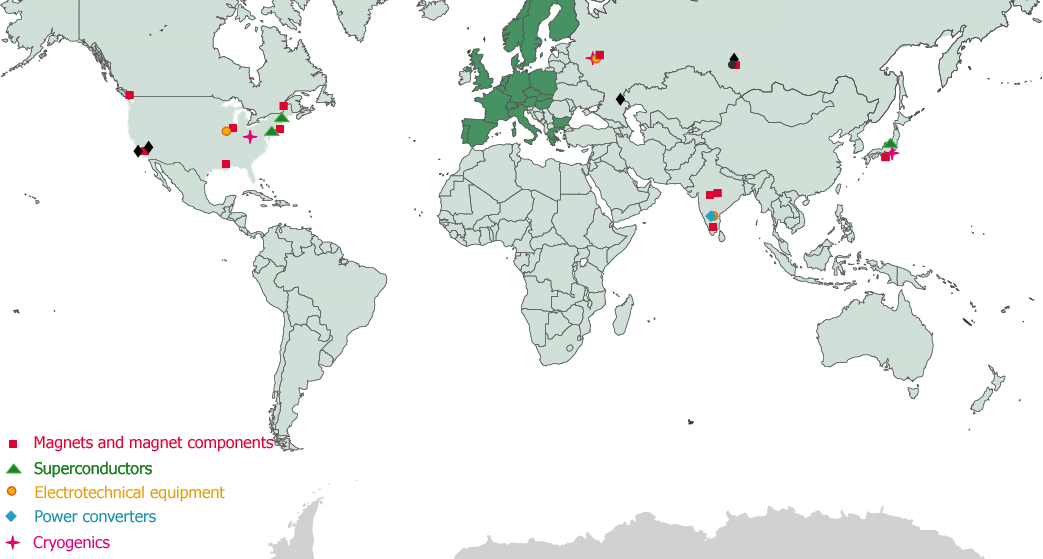 Magnets and magnet components
Superconductors
Electrotechnical equipment
Power converters
Cryogenics